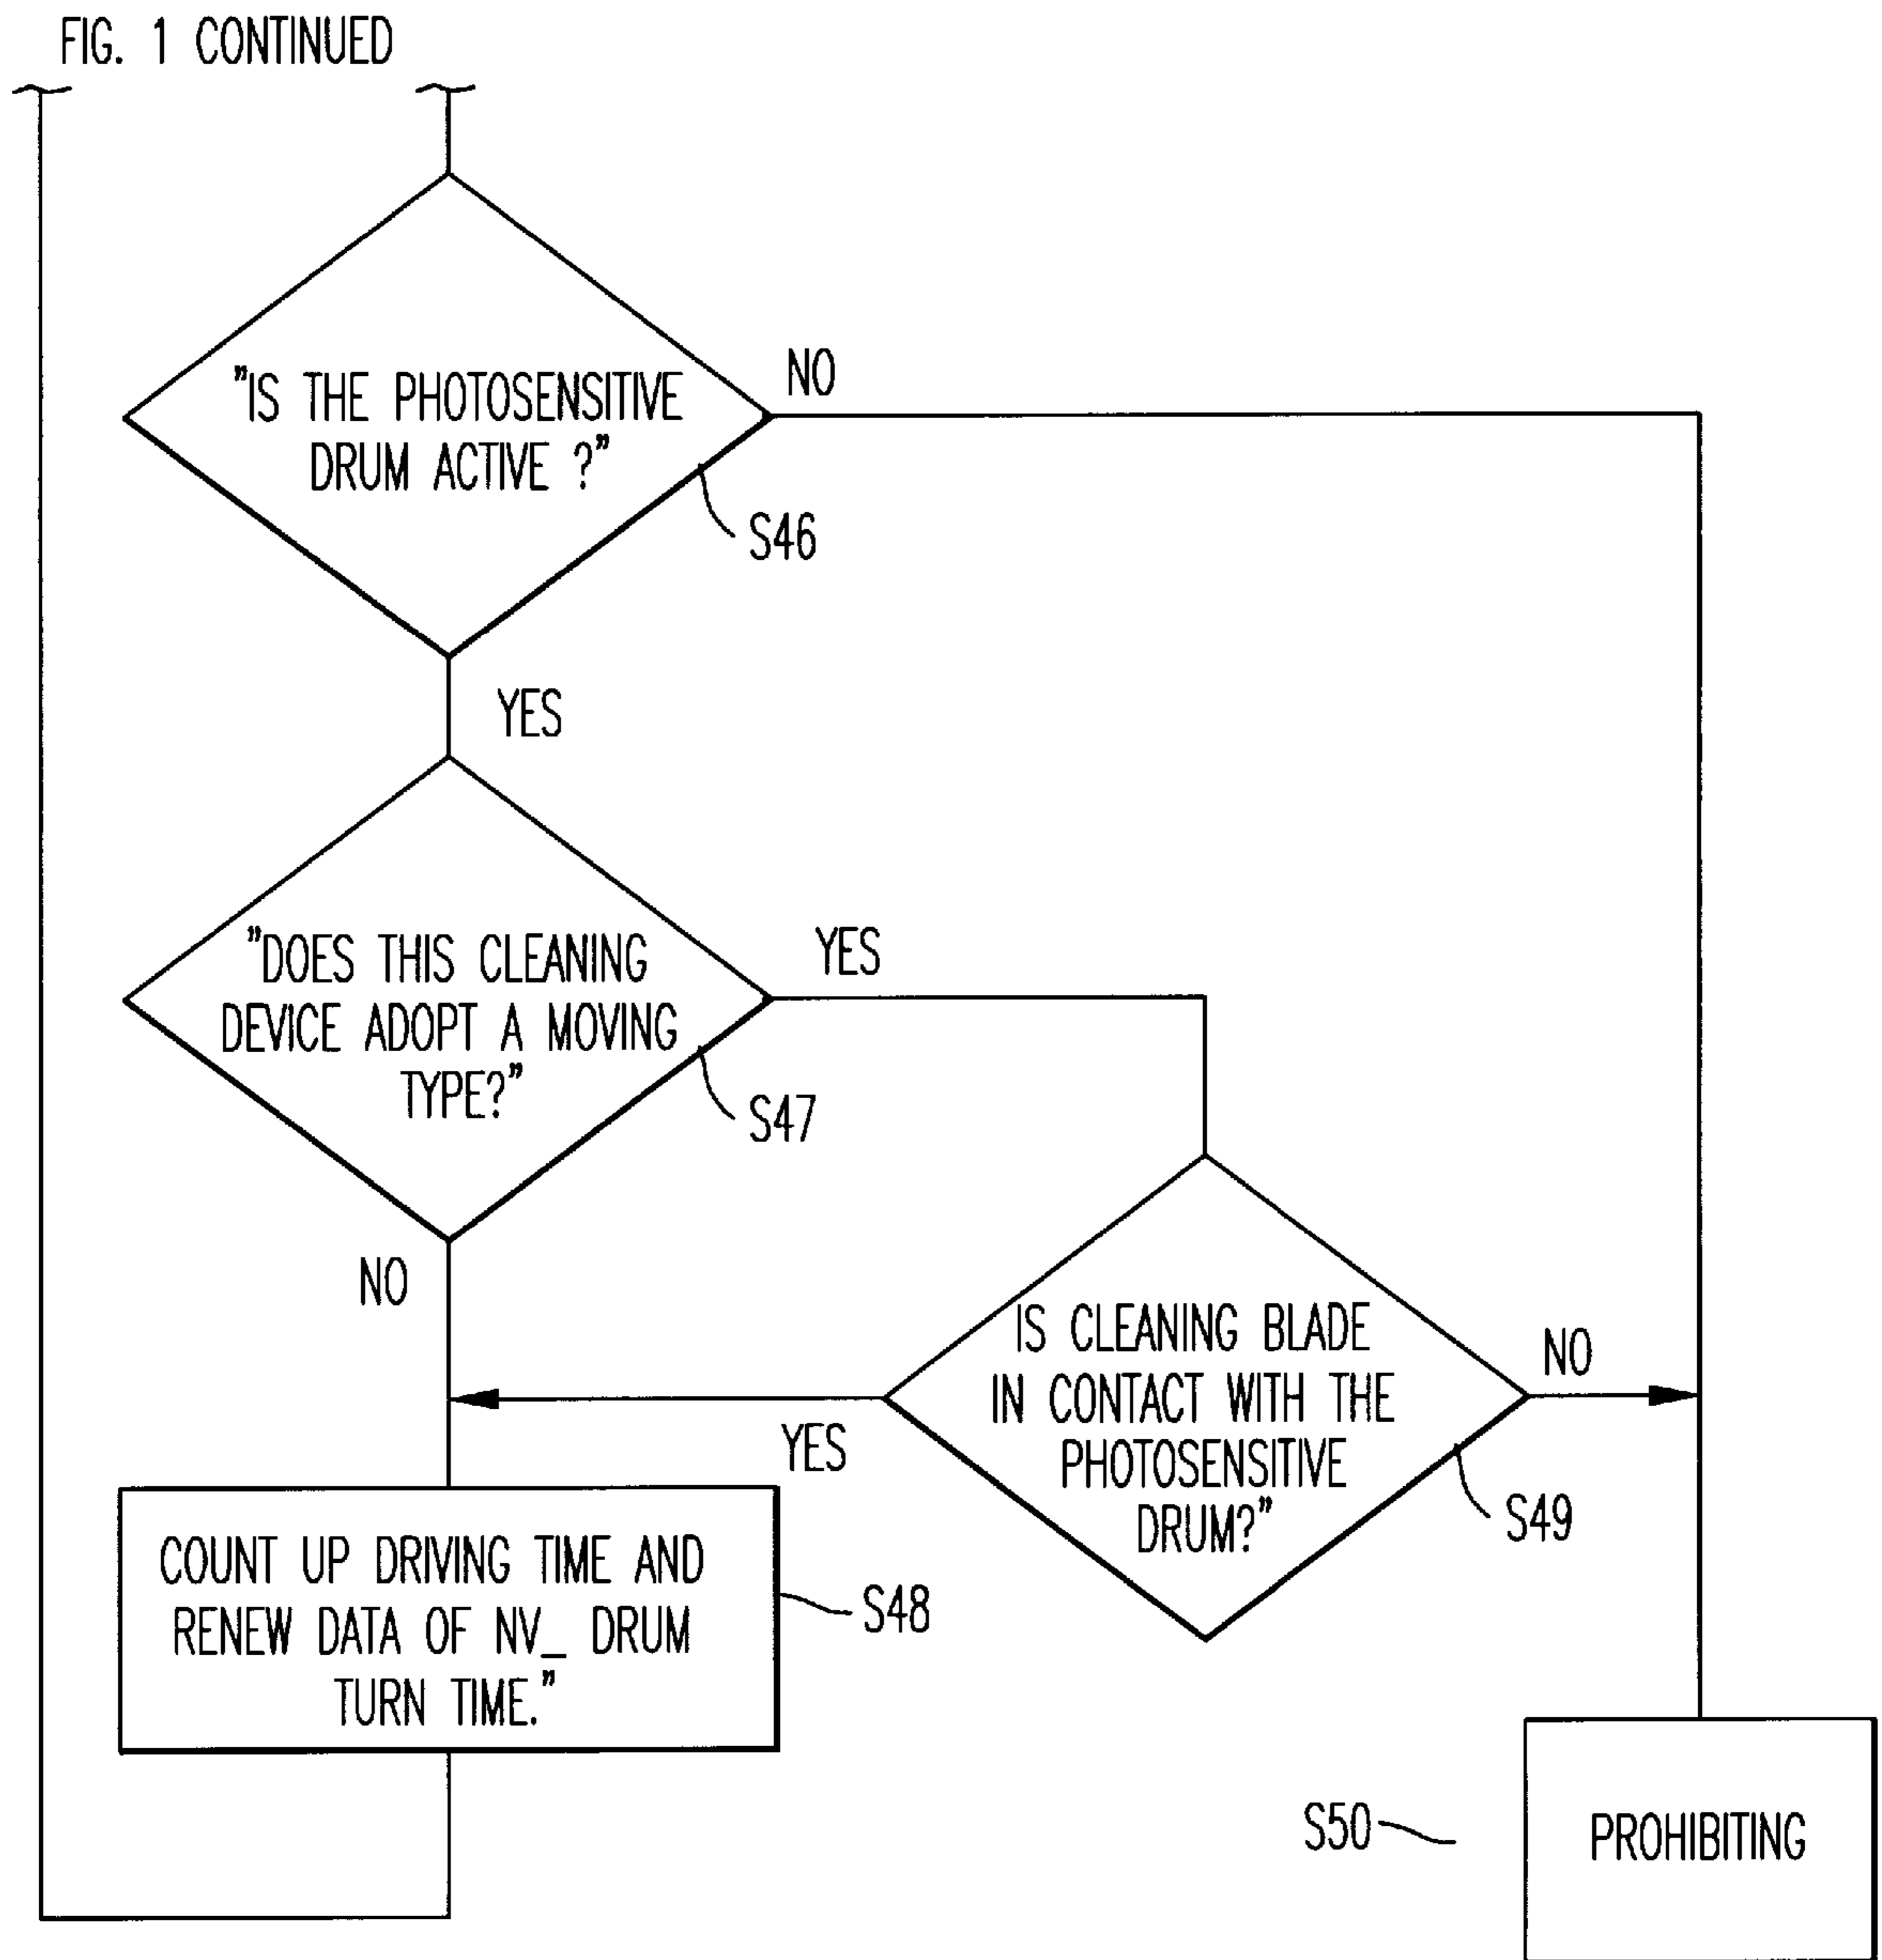 FIG. 1 CONTINUED
"IS THE PHOTOSENSITIVE
DRUM ACTIVE ?"
NO
S46
YES
"DOES THIS CLEANING
DEVICE ADOPT A MOVING
TYPE?"
YES
S47
NO
IS CLEANING BLADE
IN CONTACT WITH THE
PHOTOSENSITIVE
DRUM?"
NO
YES
S49
COUNT UP DRIVING TIME AND
RENEW DATA OF NV_ DRUM
TURN TIME."
S48
S50
PROHIBITING